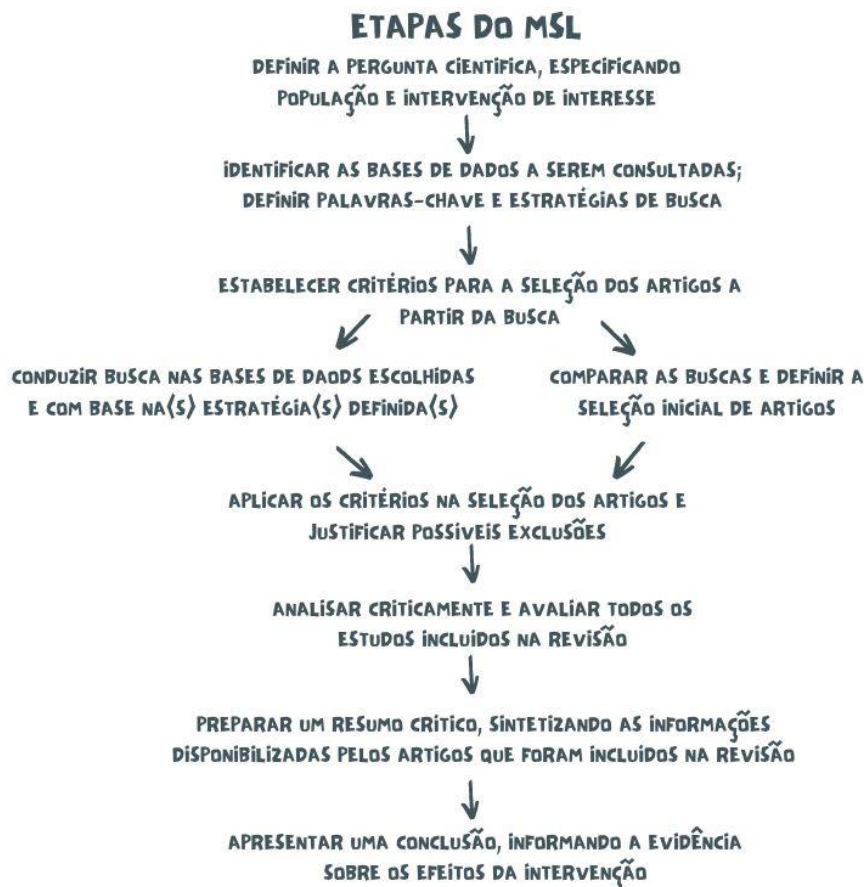 ETAPAS DO MSL
DEFINIR A PERGUNTA CIENTIFICA, ESPECIFICANDO
POPULAÇÃO E INTERVENÇÃO DE INTERESSE
IDENTIFICAR AS BASES DE DADOS A SEREM CONSULTADAS;
DEFINIR PALAVRAS-CHAVE E ESTRATÉGIAS DE BUSCA
ESTABELECER CRITÉRIOS PARA A SELEÇÃO DOS ARTIGOS A
PARTIR DA BUSCA
CONDUZIR BUSCA NAS BASES DE DAODS ESCOLHIDAS
E COM BASE NA(S) ESTRATÉGIA(S) DEFINIDA(S)
COMPARAR AS BUSCAS E DEFINIR A
SELEÇÃO INICIAL DE ARTIGOS
APLICAR OS CRITÉRIOS NA SELEÇÃO DOS ARTIGOS E
JUSTIFICAR POSSÍVEIS EXCLUSÕES
ANALISAR CRITICAMENTE E AVALIAR TODOS OS
ESTUDOS INCLUÍDOS NA REVISÃO
PREPARAR UM RESUMO CRITICO, SINTETIZANDO AS INFORMAÇÕES
DISPONIBILIZADAS PELOS ARTIGOS QUE FORAM INCLUÍDOS NA REVISÃO
APRESENTAR UMA CONCLUSÃO, INFORMANDO A EVIDÊNCIA
SOBRE OS EFEITOS DA INTERVENÇÃO